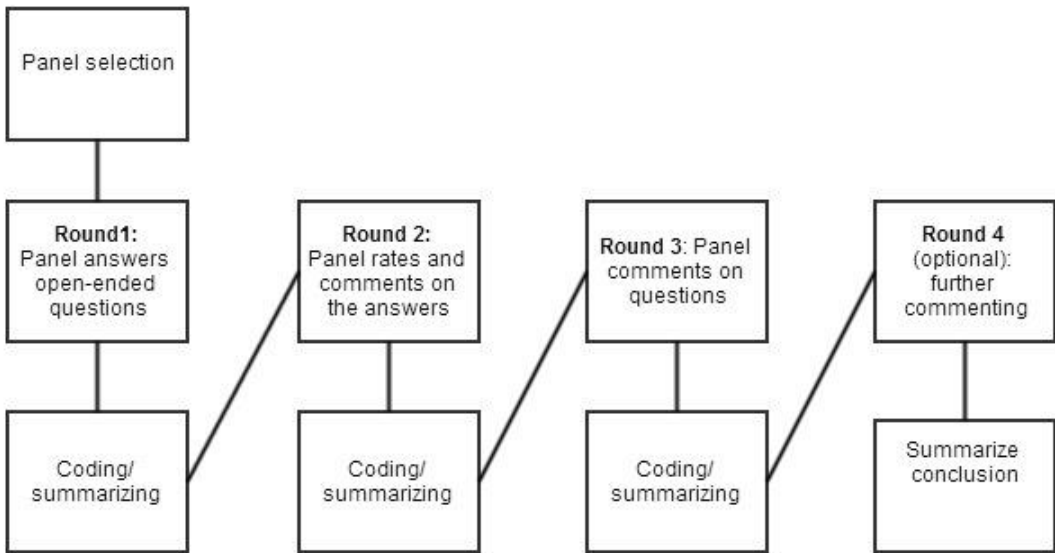 Panel selection
Round1:
Panel answers
open-ended
questions
Coding/
summarizing
Round 2:
Panel rates and
comments on
the answers
Coding/
summarizing
Round 3: Panel
comments on
questions
Coding/
summarizing
Round 4
(optional):
further
commenting
Summarize
conclusion